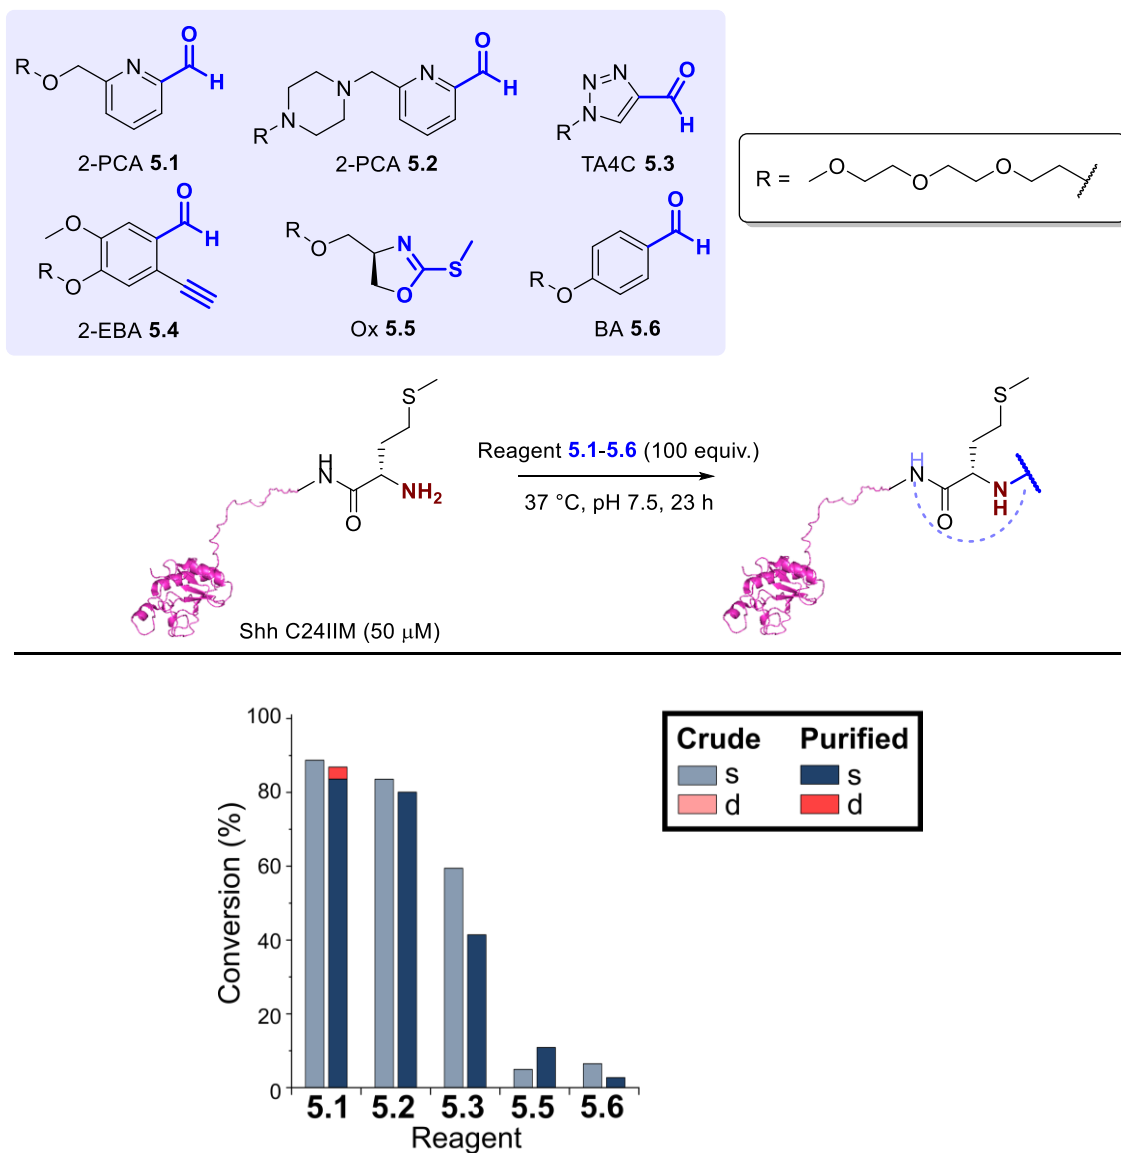 R
O
N
O
H
2-PCA 5.1
R
N
N
N
O
H
2-PCA 5.2
N
N
N
R
O
H
TA4C 5.3
O
R
O
O
H
2-EBA 5.4
R
O
N
O
S
Ox 5.5
R
O
O
H
BA 5.6
R =
O
O
O
S
H
N
O
NH2
Shh C24IIM (50 μM)
Reagent 5.1-5.6 (100 equiv.)
37 °C, pH 7.5, 23 h
S
H
N
O
N
H
Conversion (%)
100
80
60
40
20
0
5.1 5.2 5.3 5.5 5.6
Reagent
Crude Purified
s s
d d